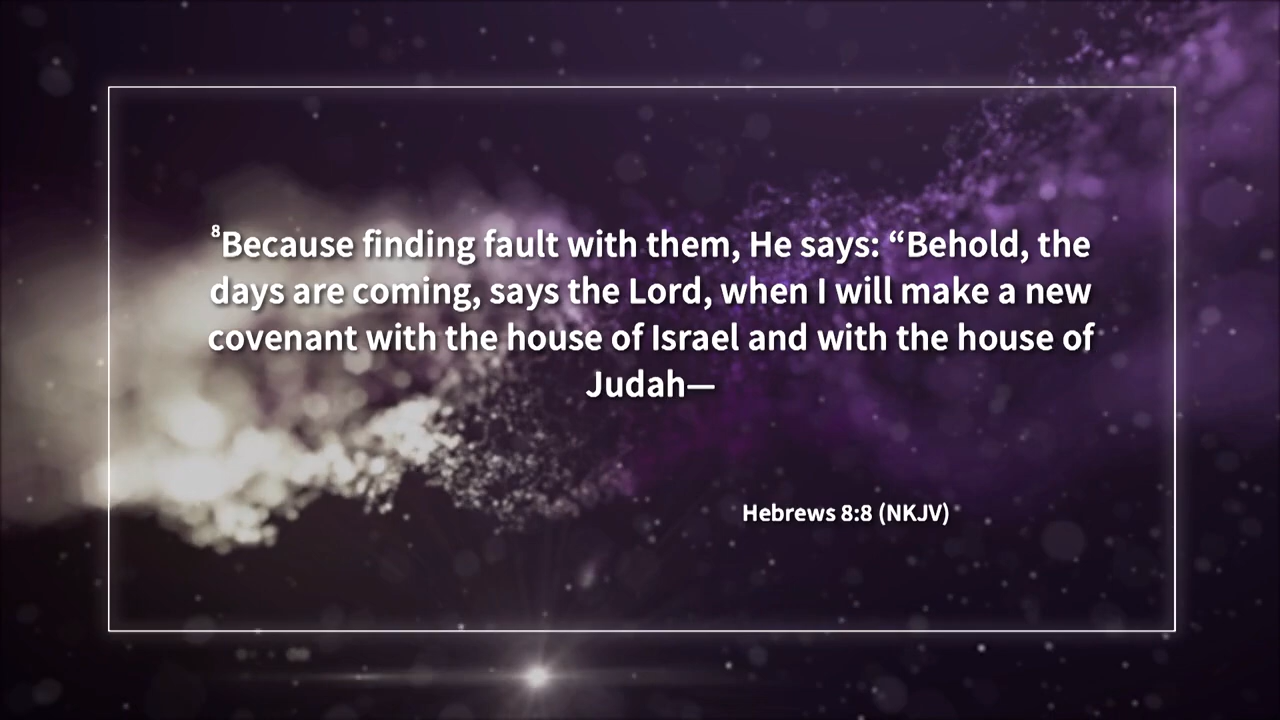 ⁸Because finding fault with them, He says: “Behold, the
days are coming, says the Lord, when I will make a new
covenant with the house of Israel and with the house of
Judah—
Hebrews 8:8 (NKJV)